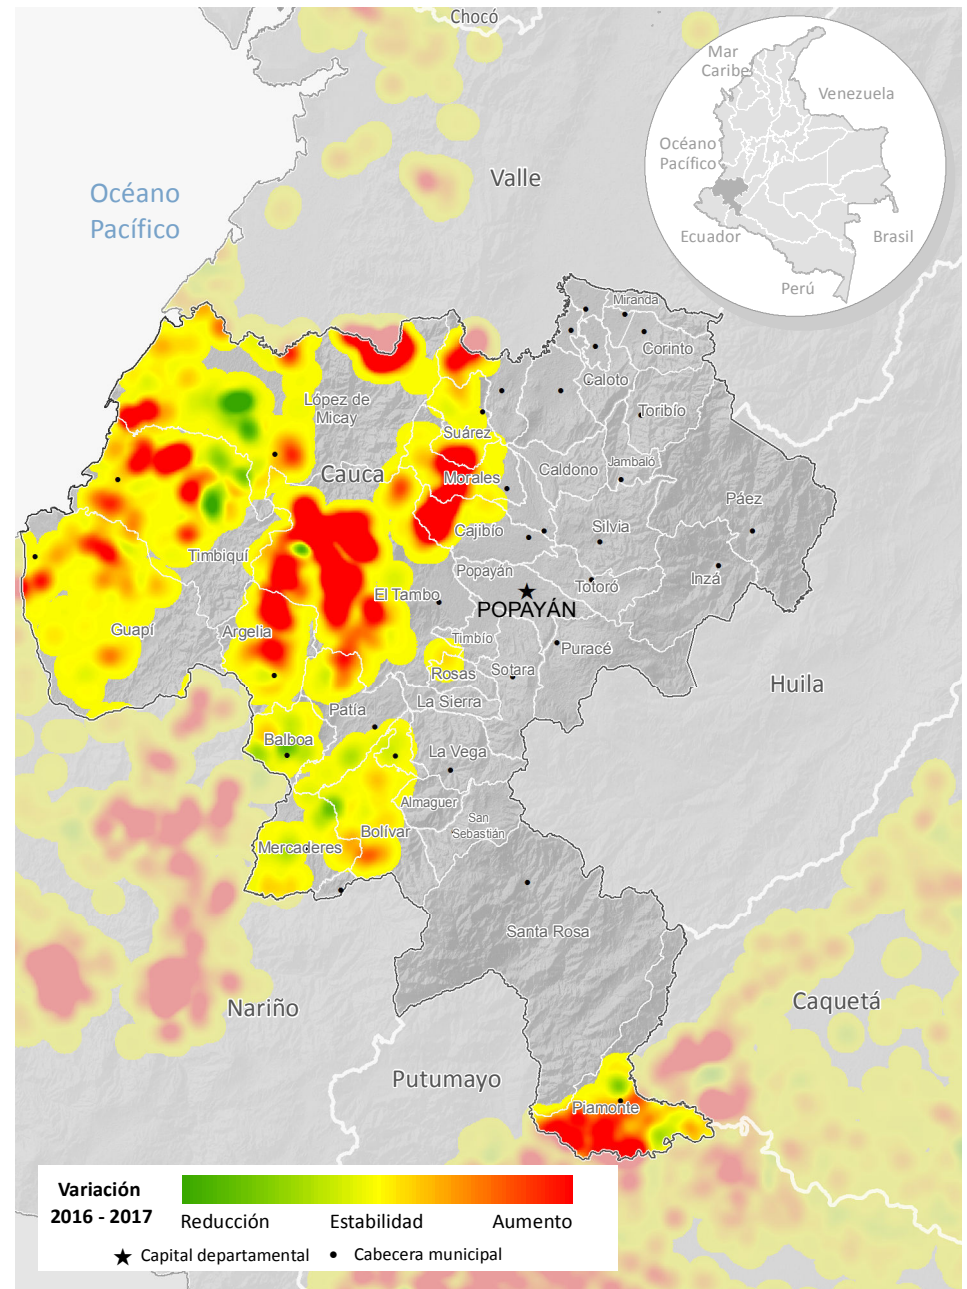 Chocó
Mar
Caribe
Venezuela
Océano
Pacífico
Ecuador
Brasil
Perú
Océano
Pacífico
Valle
Miranda
Corinto
Caloto
López de
Micay
Toribío
Suárez
Cauca
Morales
Caldono
Jambaló
Páez
Cajibío
Silvia
Timbiquí
Popayán
Totoró
Inzá
El Tambo
POPAYÁN
Guapí
Argelia
Timbío
Puracé
Rosas
Sotara
Huila
Patía
La Sierra
Balboa
La Vega
Almaguer
San
Sebastián
Bolívar
Mercaderes
Santa Rosa
Nariño
Caquetá
Putumayo
Piamonte
Variación
2016 - 2017
Reducción
Estabilidad
Aumento
Capital departamental
Cabecera municipal